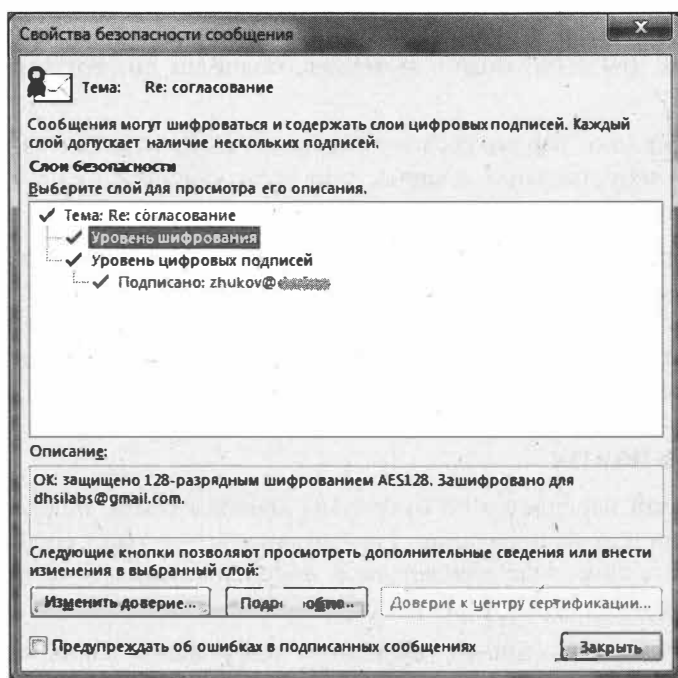 Свойства безопасности сообщения
Тема: Re: согласование
Сообщения могут шифроваться и содержать слои цифровых подписей. Каждый
слой допускает наличие нескольких подписей.
Слои безопасности
Выберите слой для просмотра его описания.
Тема: Re: согласование
Уровень шифрования
Уровень цифровых подписей
Подписано: zhukov@
Описание:
ОК: защищено 128-разрядным шифрованием AES128. Зашифровано для
dhsilabs@gmail.com.
Следующие кнопки позволяют просмотреть дополнительные сведения или внести
изменения в выбранный слой:
Изменить доверие... Подробно... Доверие к центру сертификации...
Предупреждать об ошибках в подписанных сообщениях Закрыть